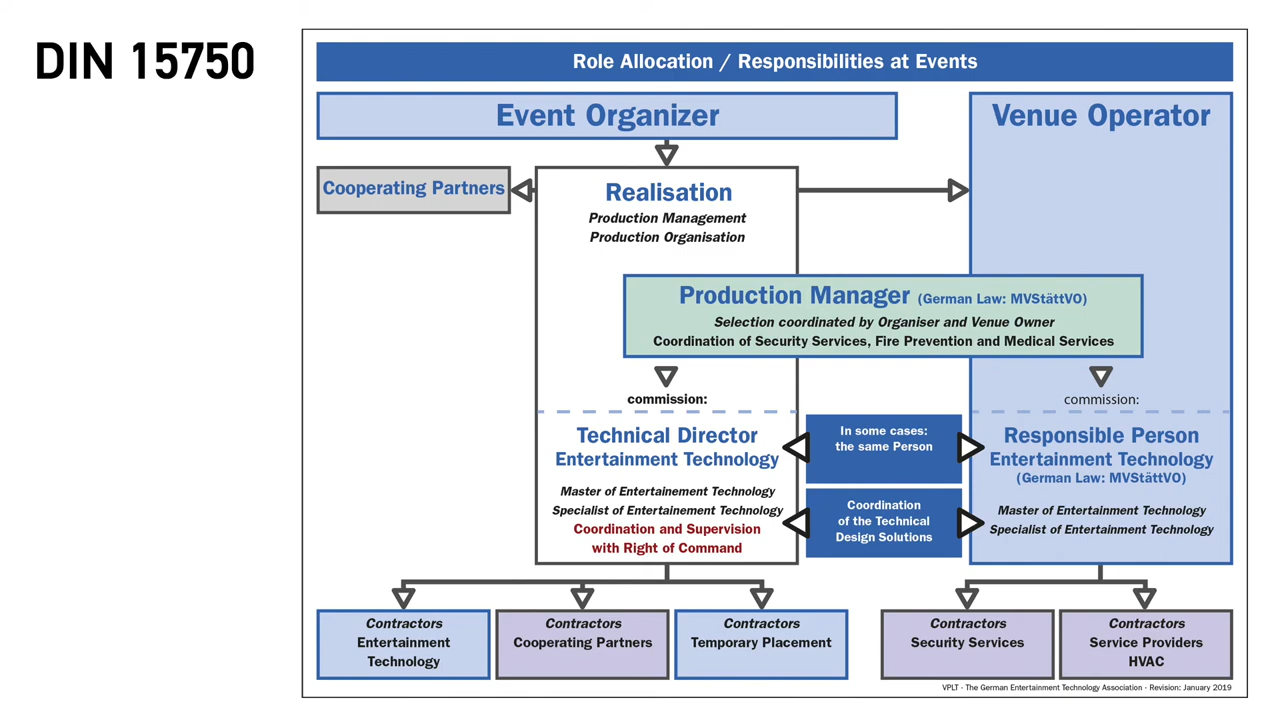 DIN 15750
Role Allocation / Responsibilities at Events
Event Organizer
Venue Operator
Cooperating Partners
Realisation
Production Management
Production Organisation
Production Manager (German Law: MVStättVO)
Selection coordinated by Organiser and Venue Owner
Coordination of Security Services, Fire Prevention and Medical Services
commission:
commission:
Technical Director
Entertainment Technology
Master of Entertainement Technology
Specialist of Entertainement Technology
Coordination and Supervision
with Right of Command
In some cases:
the same Person
Coordination
of the Technical
Design Solutions
Responsible Person
Entertainment Technology
(German Law: MVStättVO)
Master of Entertainment Technology
Specialist of Entertainment Technology
Contractors
Entertainment
Technology
Contractors
Cooperating Partners
Contractors
Temporary Placement
Contractors
Security Services
Contractors
Service Providers
HVAC
VPLT · The German Entertainment Technology Association · Revision: January 2019